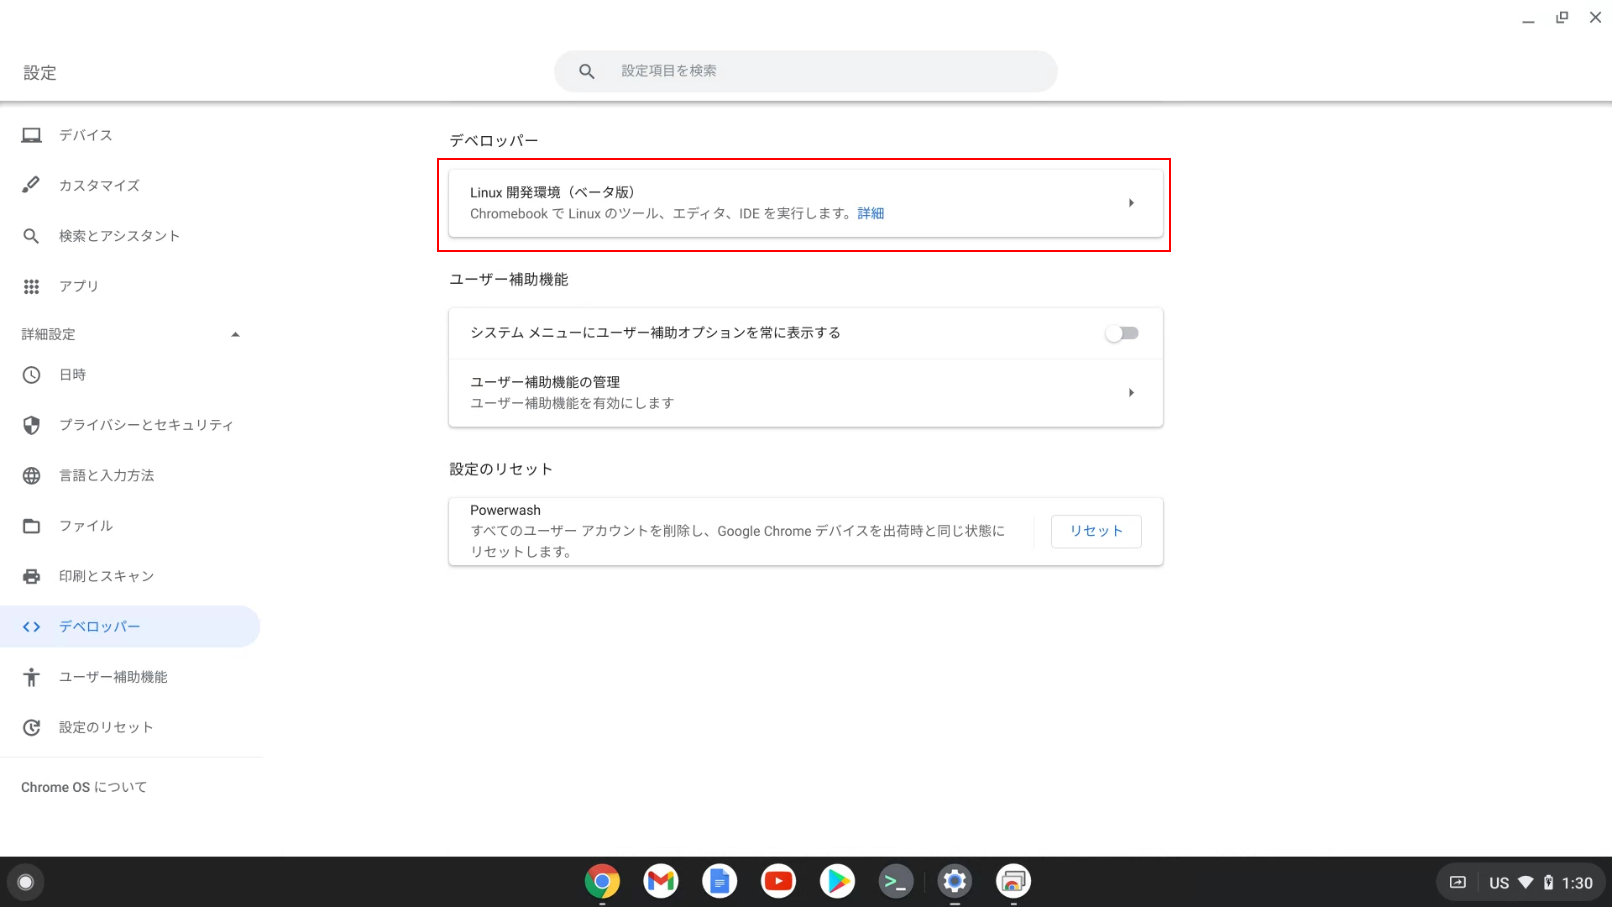 設定
設定項目を検索
デバイス
カスタマイズ
検索とアシスタント
アプリ
詳細設定
日時
プライバシーとセキュリティ
言語と入力方法
ファイル
印刷とスキャン
デベロッパー
ユーザー補助機能
設定のリセット
Chrome OS について
デベロッパー
Linux 開発環境（ベータ版）
Chromebook で Linux のツール、エディタ、IDE を実行します。詳細
ユーザー補助機能
システム メニューにユーザー補助オプションを常に表示する
ユーザー補助機能の管理
ユーザー補助機能を有効にします
設定のリセット
Powerwash
すべてのユーザー アカウントを削除し、Google Chrome デバイスを出荷時と同じ状態に
リセットします。
リセット
US 1:30